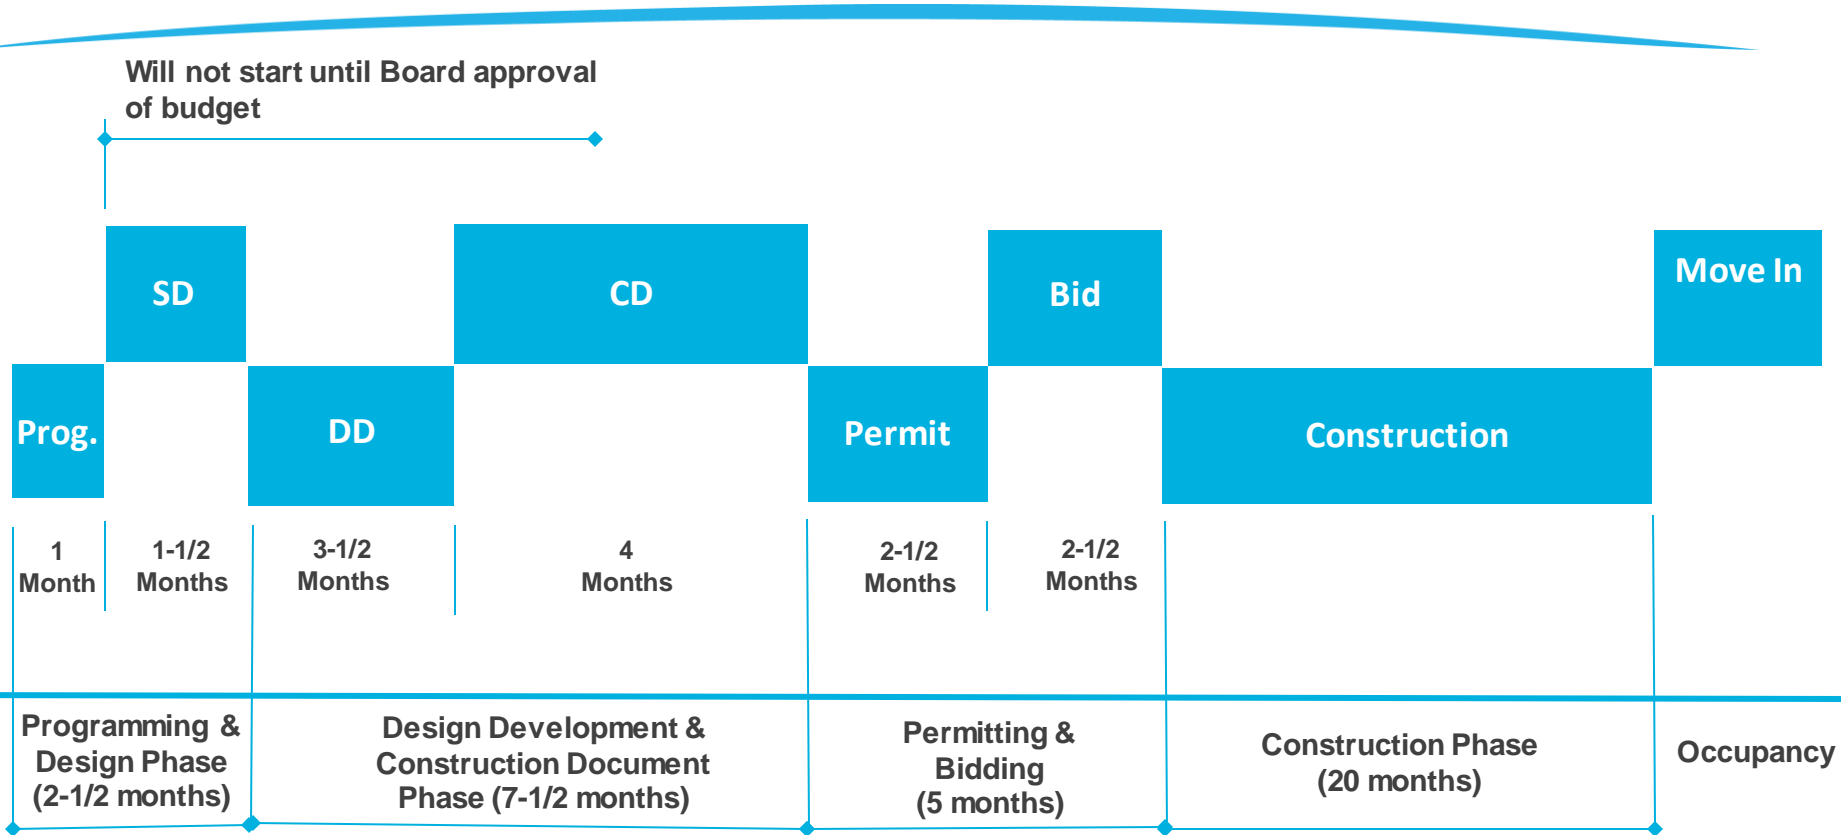 Will not start until Board approval
of budget
SD
CD
Bid
Move In
Prog.
DD
Permit
Construction
1
Month
1-1/2
Months
3-1/2
Months
4
Months
2-1/2
Months
2-1/2
Months
Programming &
Design Phase
(2-1/2 months)
Design Development &
Construction Document
Phase (7-1/2 months)
Permitting &
Bidding
(5 months)
Construction Phase
(20 months)
Occupancy